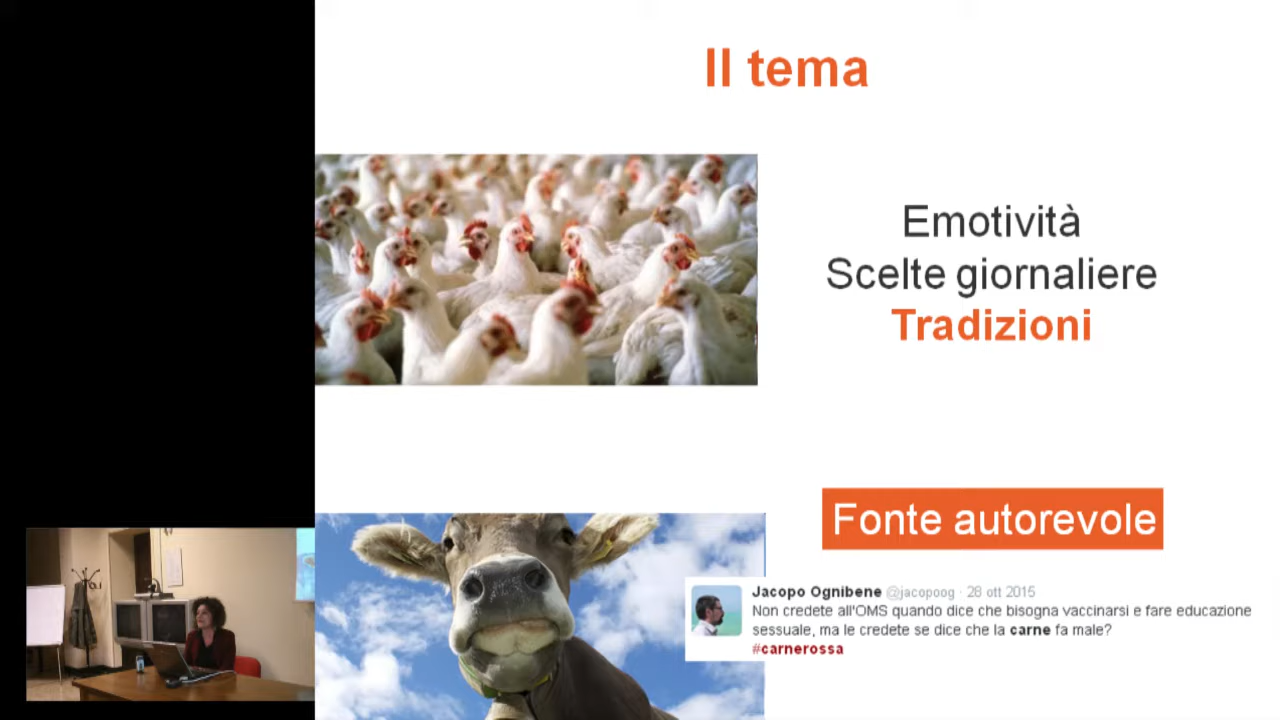 Il tema
Emotività
Scelte giornaliere
Tradizioni
Fonte autorevole
Jacopo Ognibene @jacopoog · 28 ott 2015
Non credete all'OMS quando dice che bisogna vaccinarsi e fare educazione
sessuale, ma le credete se dice che la carne fa male?
#carnerossa